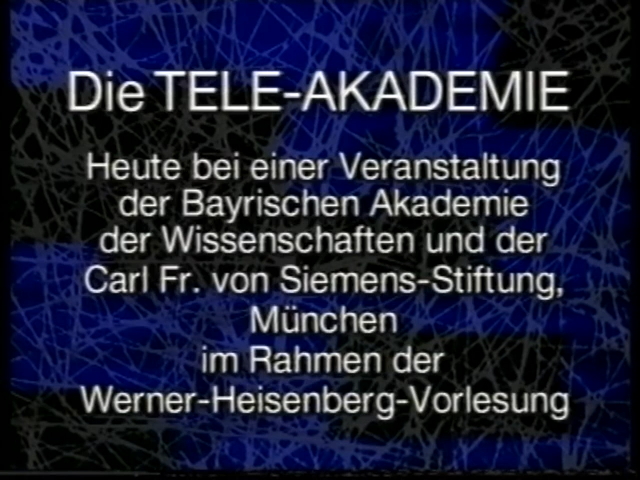 Die TELE-AKADEMIE
Heute bei einer Veranstaltung
der Bayrischen Akademie
der Wissenschaften und der
Carl Fr. von Siemens-Stiftung,
München
im Rahmen der
Werner-Heisenberg-Vorlesung